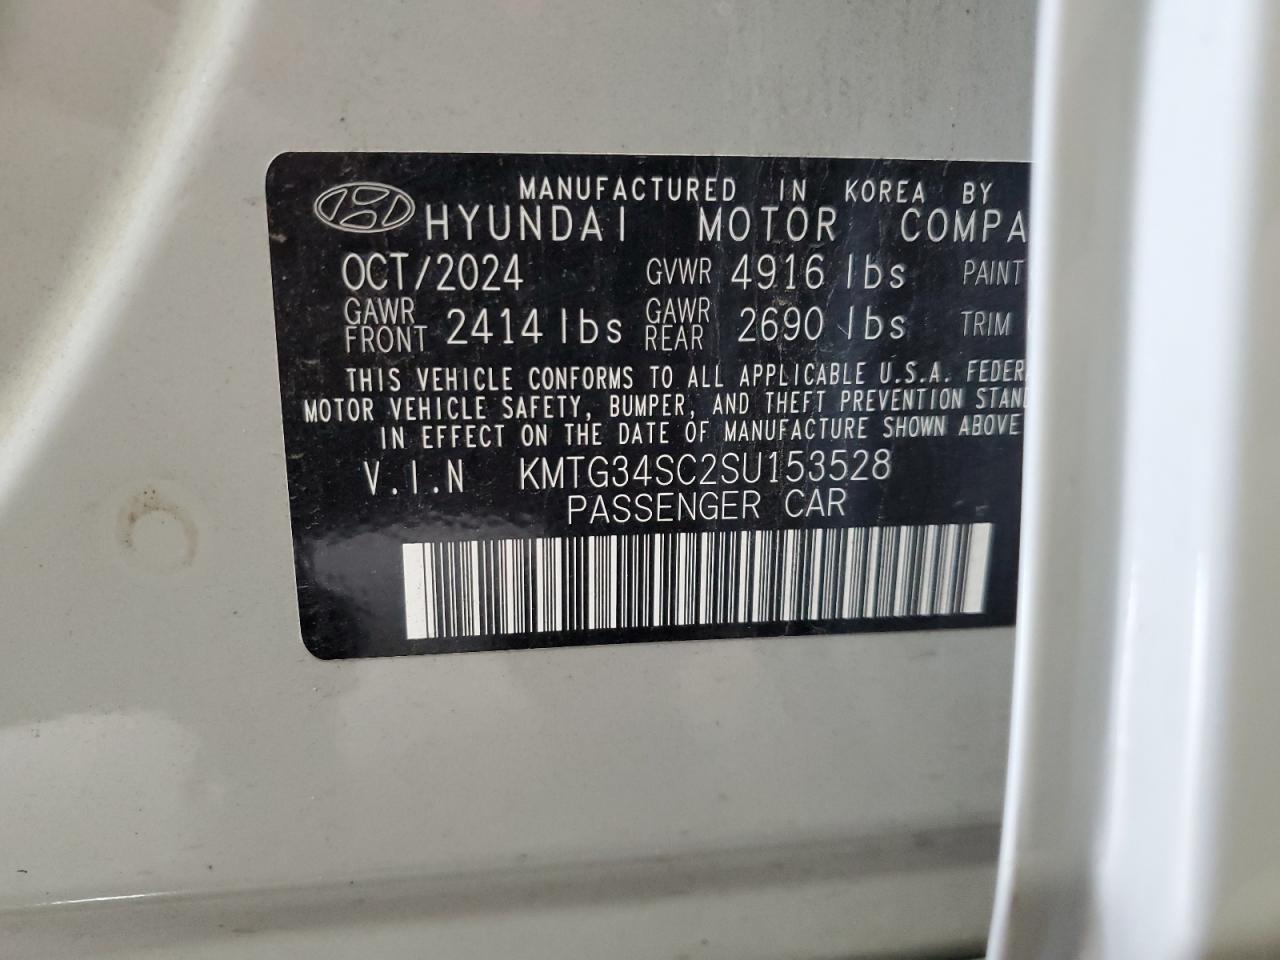 MANUFACTURED IN KOREA BY
HYUNDAI MOTOR COMPA
OCT/2024 GVWR 4916 lbs PAINT
GAWR FRONT 2414 lbs GAWR REAR 2690 lbs TRIM
THIS VEHICLE CONFORMS TO ALL APPLICABLE U.S.A. FEDER
MOTOR VEHICLE SAFETY, BUMPER, AND THEFT PREVENTION STAN
IN EFFECT ON THE DATE OF MANUFACTURE SHOWN ABOVE
V.I.N KMTG34SC2SU153528
PASSENGER CAR